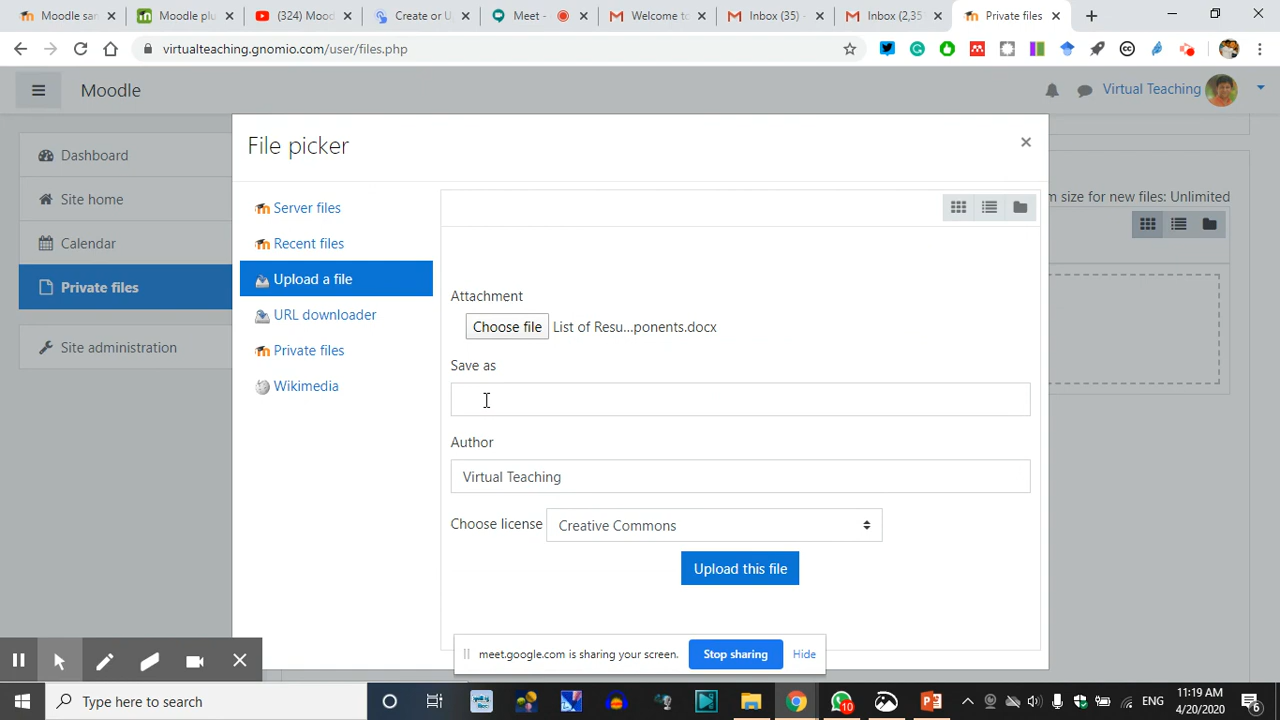 Moodle san
Moodle plu
(324) Mood
Create or U
Meet -
Welcome to
Inbox (35) -
Inbox (2,35
Private files
virtualteaching.gnomio.com/user/files.php
Moodle
Virtual Teaching
File picker
Dashboard
Site home
Calendar
Private files
Site administration
m size for new files: Unlimited
Server files
Recent files
Upload a file
URL downloader
Private files
Wikimedia
Attachment
Choose file List of Resu...ponents.docx
Save as
Author
Virtual Teaching
Choose license Creative Commons
Upload this file
meet.google.com is sharing your screen. Stop sharing Hide
Type here to search
10
ENG
11:19 AM
4/20/2020
6